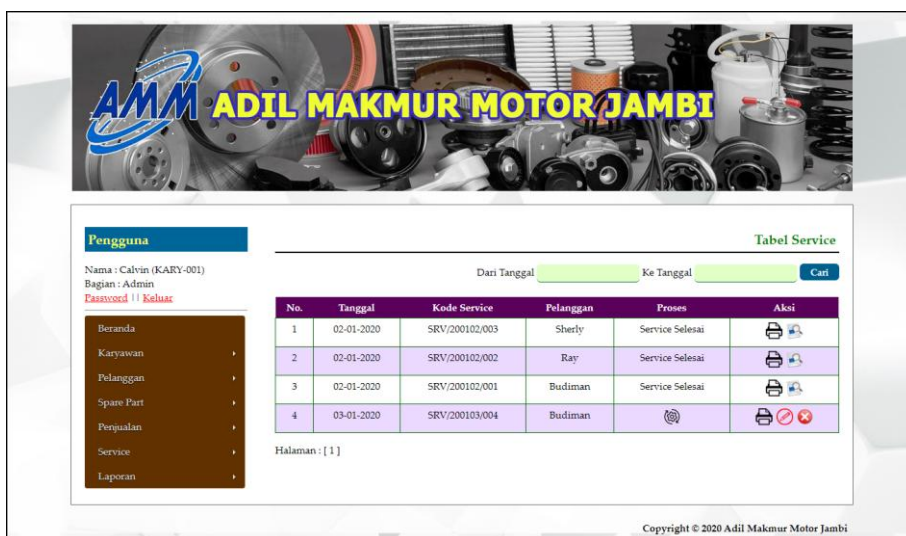 AMM ADIL MAKMUR MOTOR JAMBI
Pengguna
Nama : Calvin (KARY-001)
Bagian : Admin
Password || Keluar
Beranda
Karyawan
Pelanggan
Spare Part
Penjualan
Service
Laporan
Tabel Service
Dari Tanggal Ke Tanggal Cari
No. Tanggal Kode Service Pelanggan Proses Aksi
1 02-01-2020 SRV/200102/003 Sherly Service Selesai
2 02-01-2020 SRV/200102/002 Ray Service Selesai
3 02-01-2020 SRV/200102/001 Budiman Service Selesai
4 03-01-2020 SRV/200103/004 Budiman
Halaman : [ 1 ]
Copyright © 2020 Adil Makmur Motor Jambi